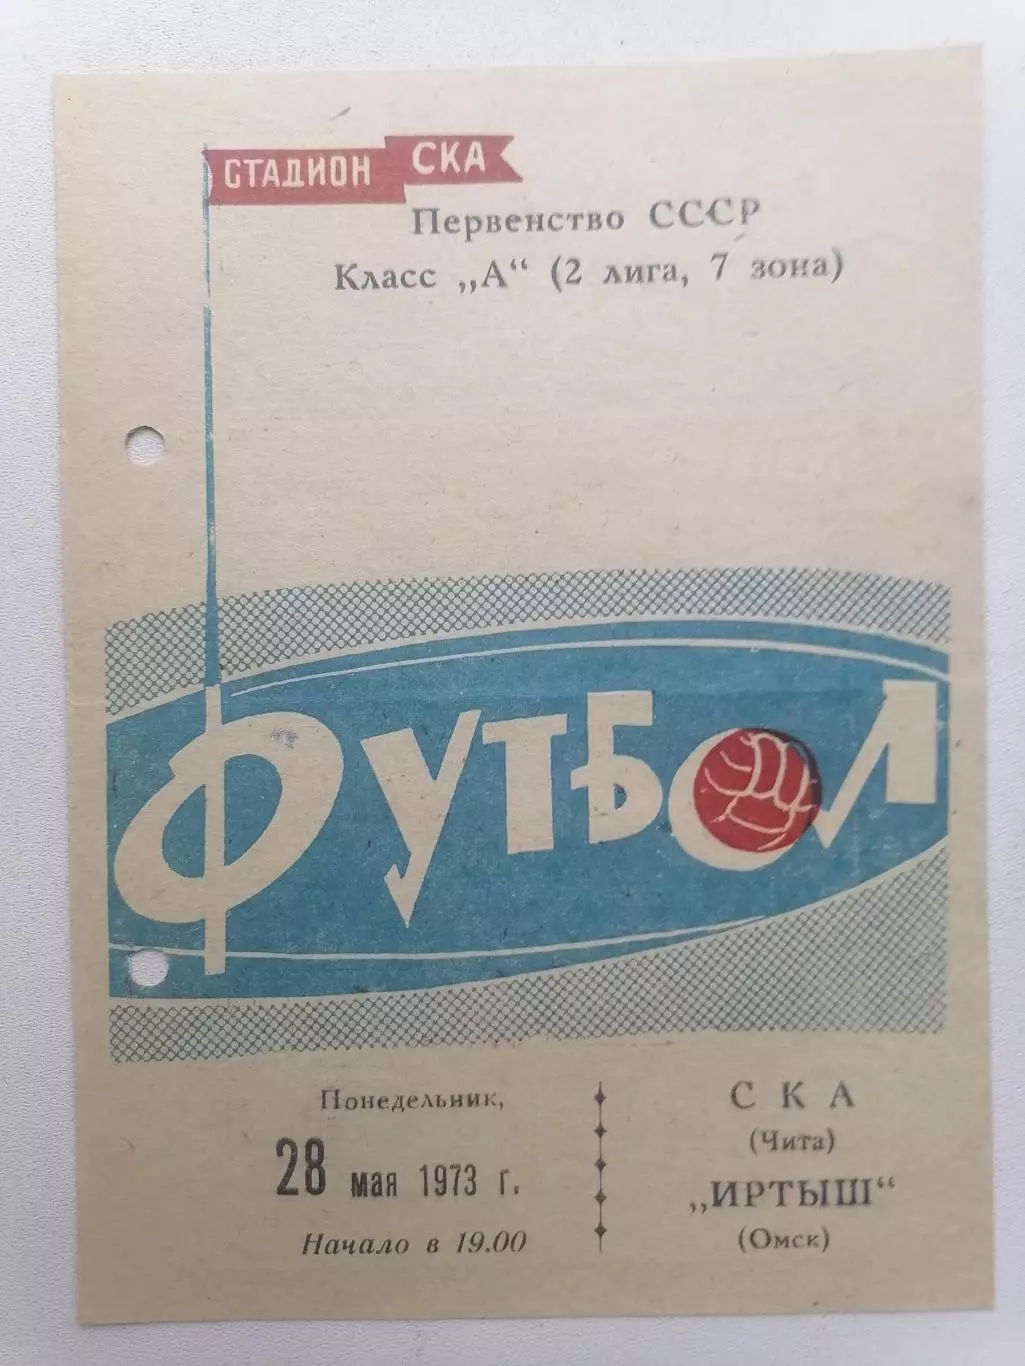 СТАДИОН СКА
Первенство СССР
Класс „А“ (2 лига, 7 зона)
ФУТБОЛ
Понедельник,
28 мая 1973 г.
Начало в 19.00
СКА
(Чита)
„ИРТЫШ“
(Омск)